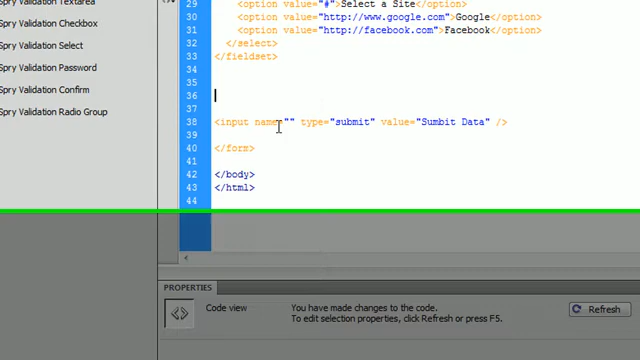 Spry Validation Textarea
Spry Validation Checkbox
Spry Validation Select
Spry Validation Password
Spry Validation Confirm
Spry Validation Radio Group
29 <option value="#">Select a Site</option>
30 <option value="http://www.google.com">Google</option>
31 <option value="http://facebook.com">Facebook</option>
32 </select>
33 </fieldset>
34
35
36
37
38 <input name="" type="submit" value="Sumbit Data" />
39
40 </form>
41
42 </body>
43 </html>
44
PROPERTIES
Code view
You have made changes to the code.
To edit selection properties, click Refresh or press F5.
Refresh